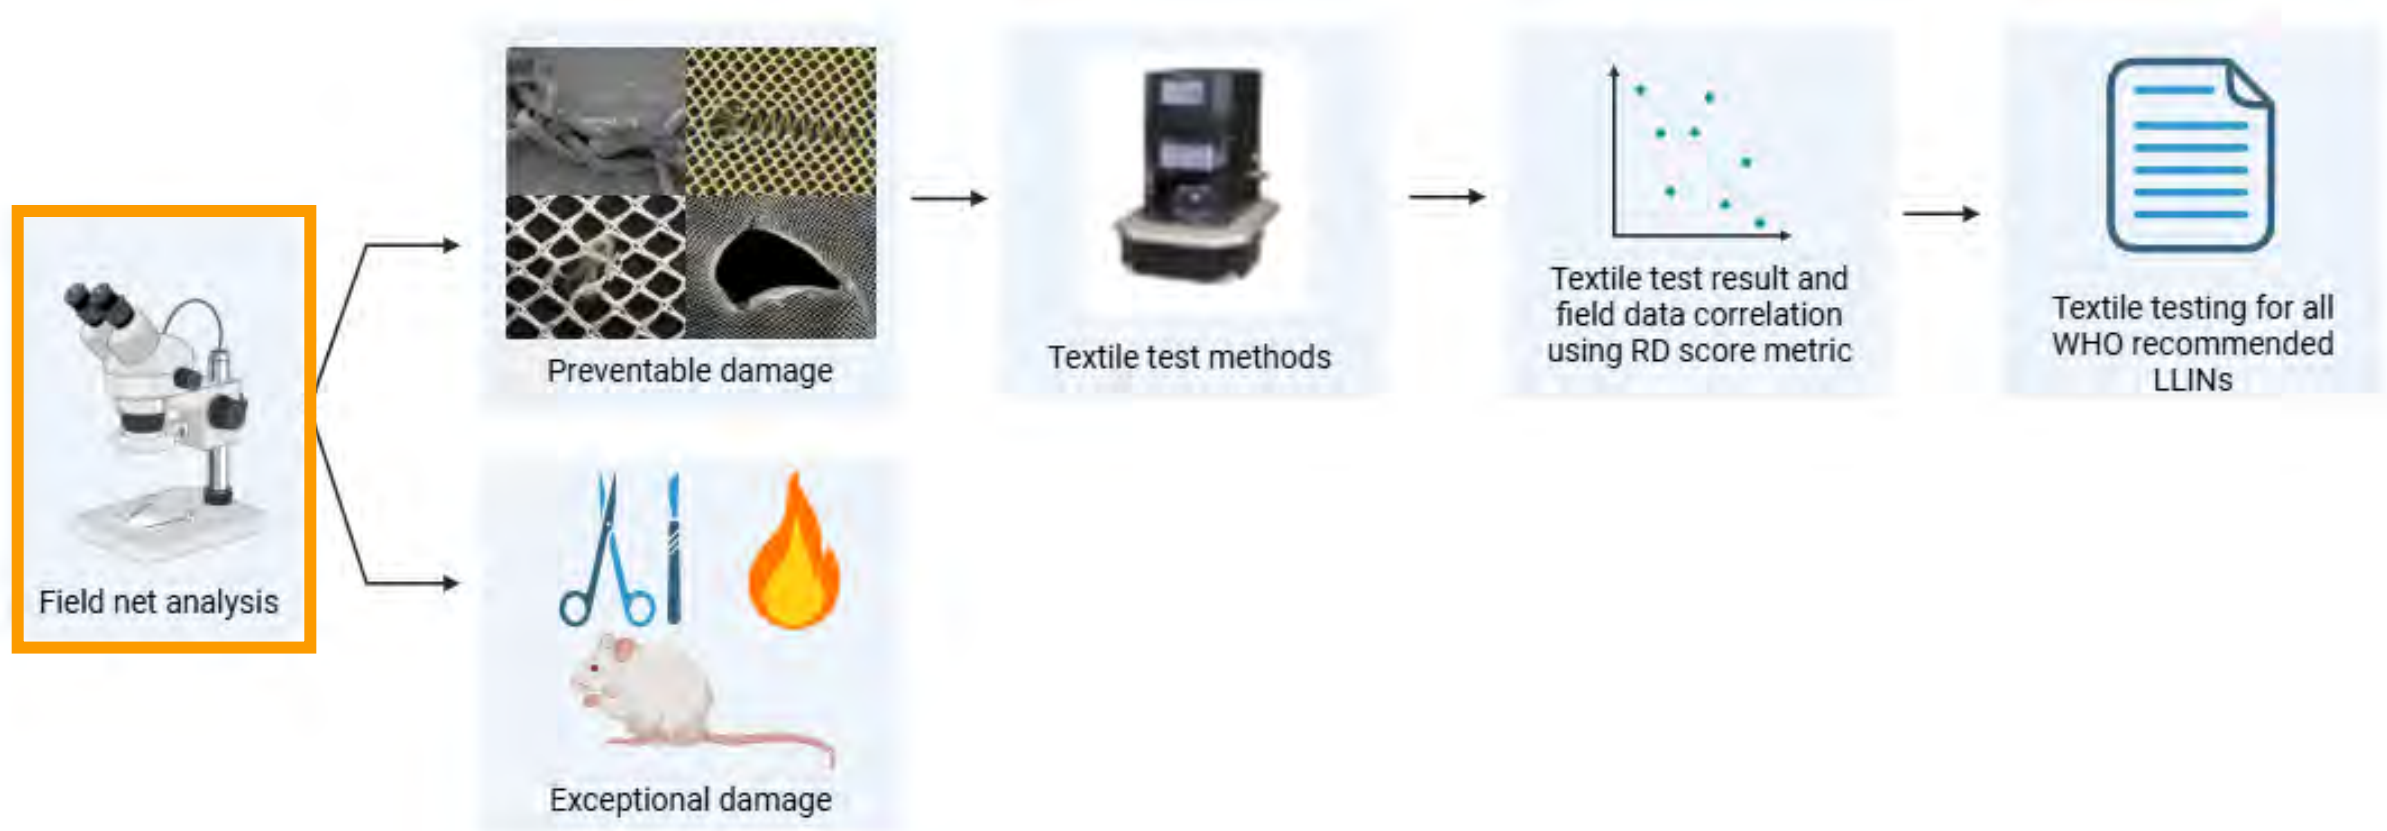 Field net analysis
Preventable damage
Exceptional damage
Textile test methods
Textile test result and
field data correlation
using RD score metric
Textile testing for all
WHO recommended
LLINs